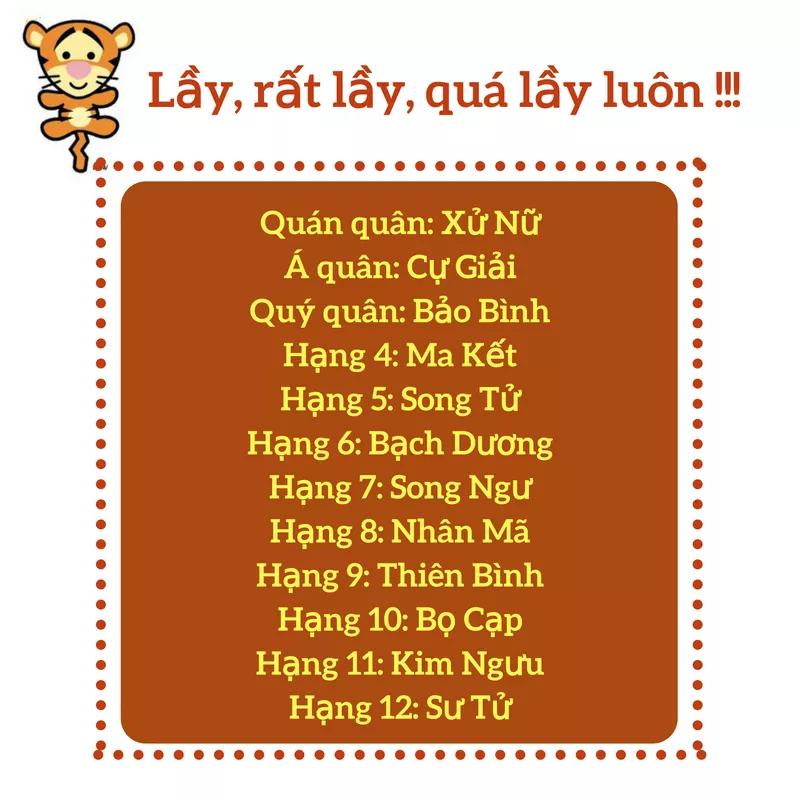 Lầy, rất lầy, quá lầy luôn !!!
Quán quân: Xử Nữ
Á quân: Cự Giải
Quý quân: Bảo Bình
Hạng 4: Ma Kết
Hạng 5: Song Tử
Hạng 6: Bạch Dương
Hạng 7: Song Ngư
Hạng 8: Nhân Mã
Hạng 9: Thiên Bình
Hạng 10: Bọ Cạp
Hạng 11: Kim Ngưu
Hạng 12: Sư Tử